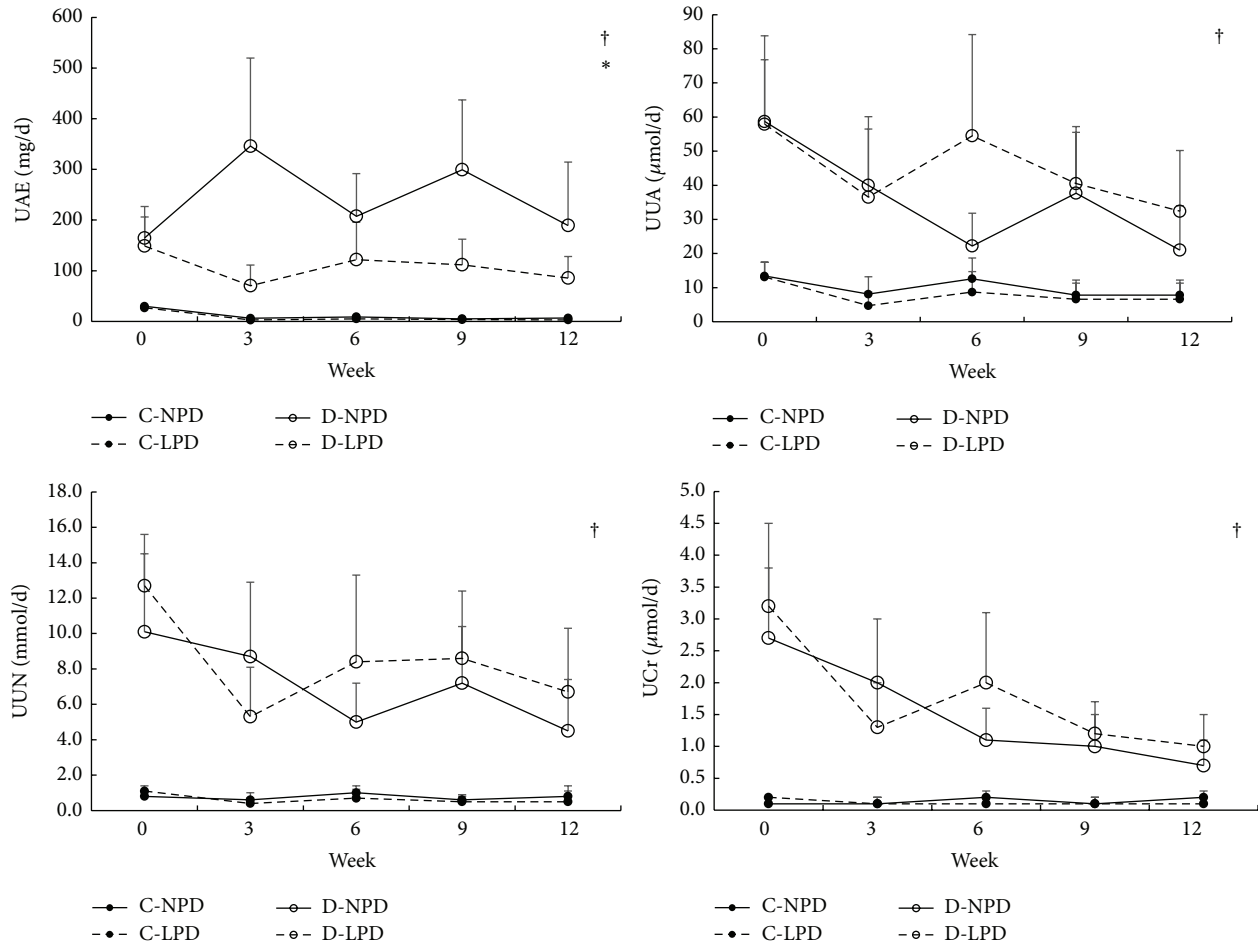 600
500
400
300
200
100
0
UAE (mg/d)
†
*
0 3 6 9 12
Week
C-NPD D-NPD
C-LPD D-LPD
90
80
70
60
50
40
30
20
10
0
UUA (μmol/d)
†
0 3 6 9 12
Week
C-NPD D-NPD
C-LPD D-LPD
18.0
16.0
14.0
12.0
10.0
8.0
6.0
4.0
2.0
0.0
UUN (mmol/d)
†
0 3 6 9 12
Week
C-NPD D-NPD
C-LPD D-LPD
5.0
4.5
4.0
3.5
3.0
2.5
2.0
1.5
1.0
0.5
0.0
UCr (μmol/d)
†
0 3 6 9 12
Week
C-NPD D-NPD
C-LPD D-LPD